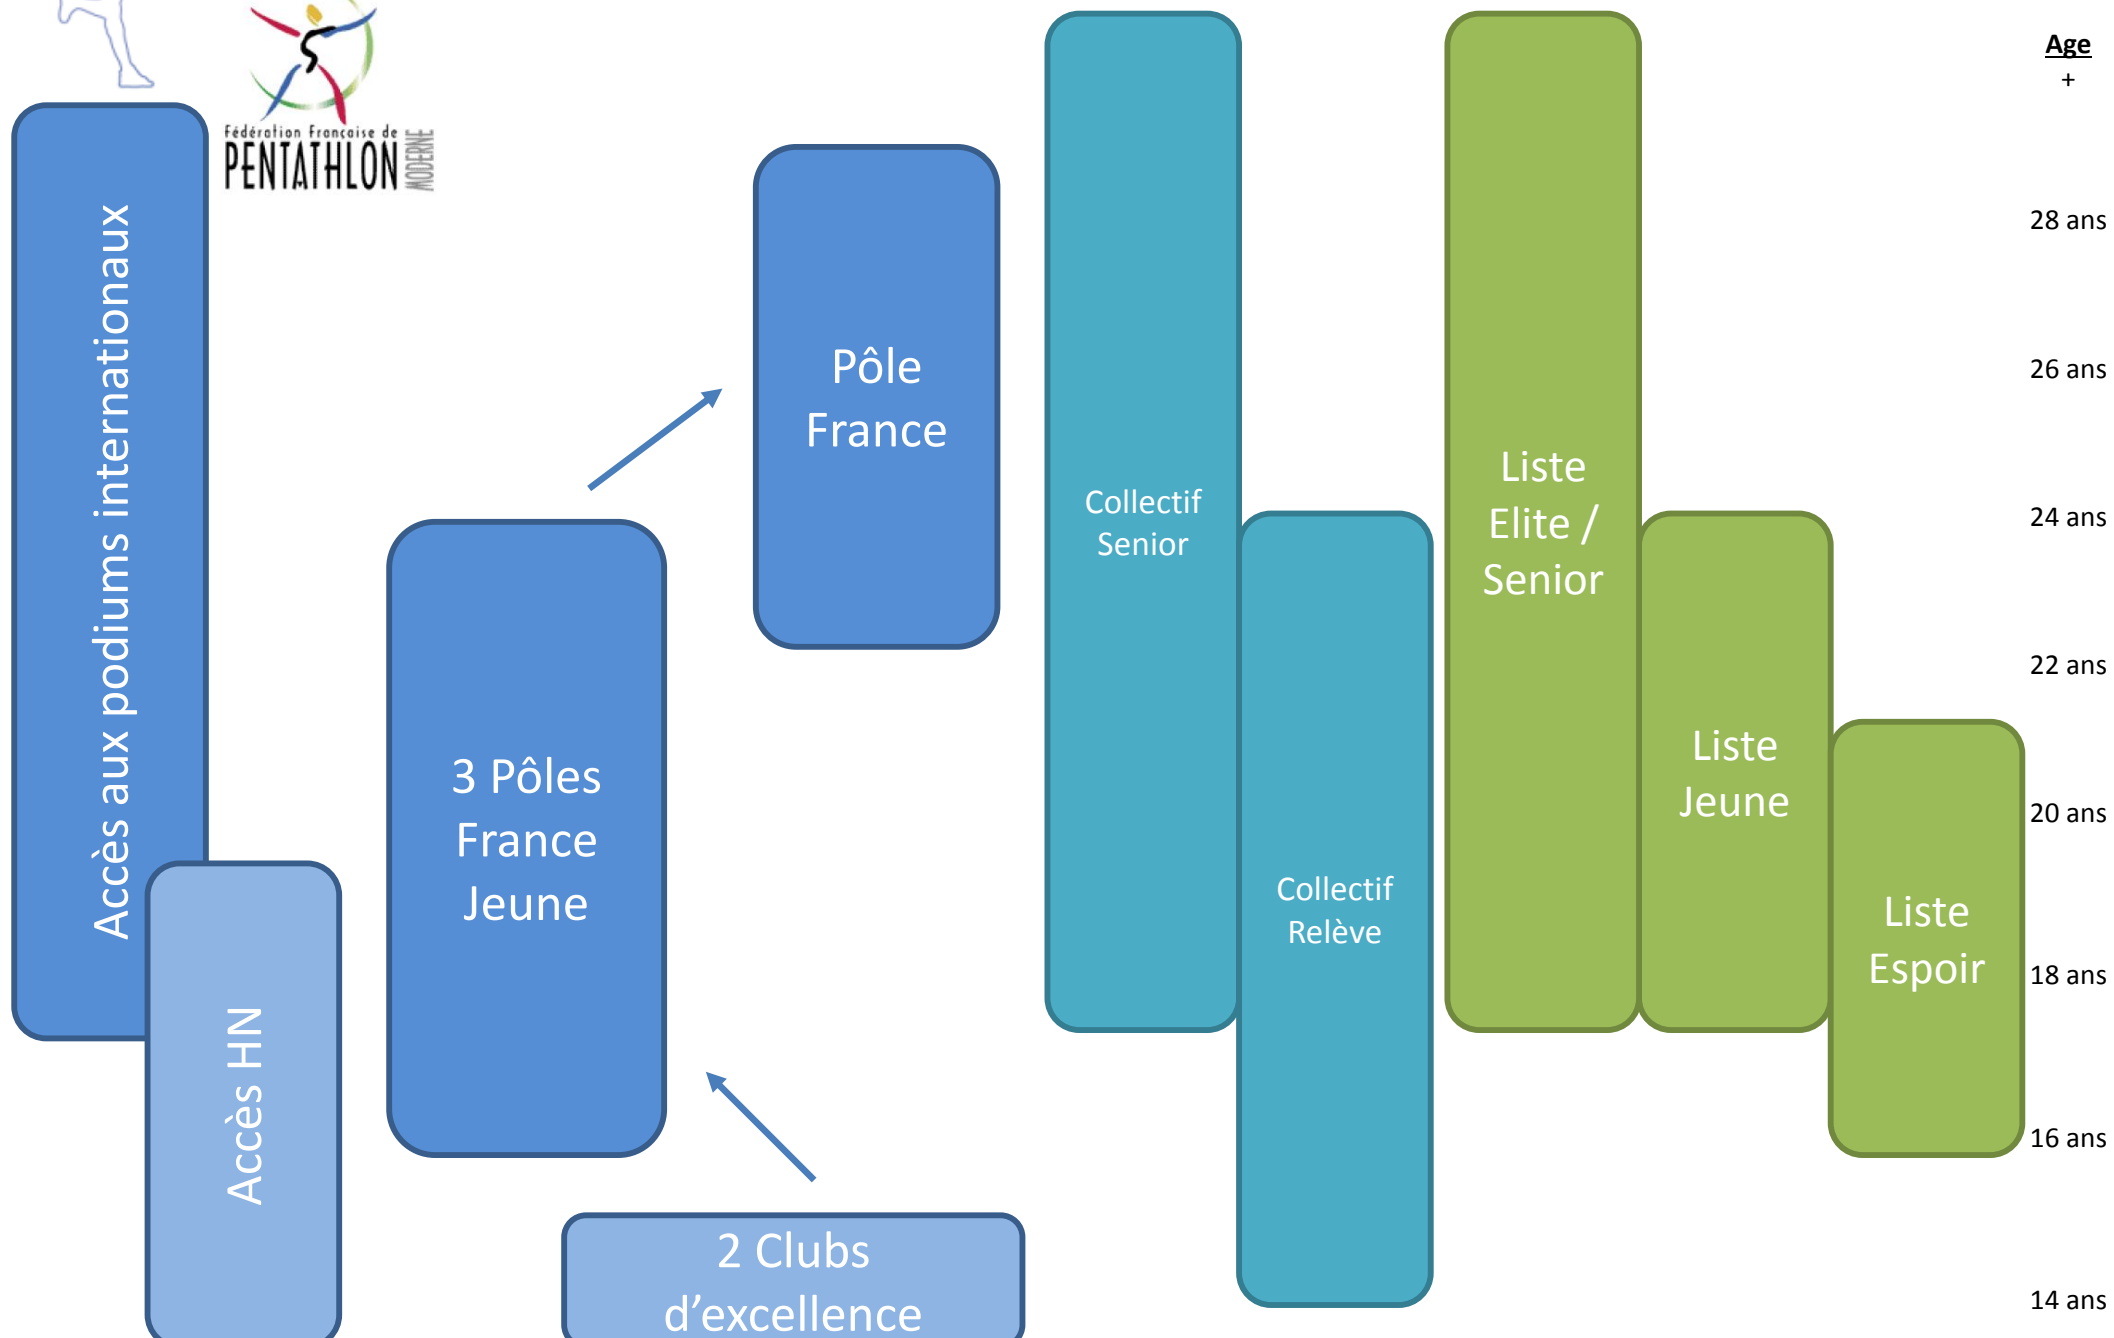 Fédération Française de
PENTATHLON
MODERNE
Accès aux podiums internationaux
Accès HN
3 Pôles
France
Jeune
Pôle
France
2 Clubs
d’excellence
Collectif
Senior
Collectif
Relève
Liste
Elite /
Senior
Liste
Jeune
Liste
Espoir
Age
+
28 ans
26 ans
24 ans
22 ans
20 ans
18 ans
16 ans
14 ans